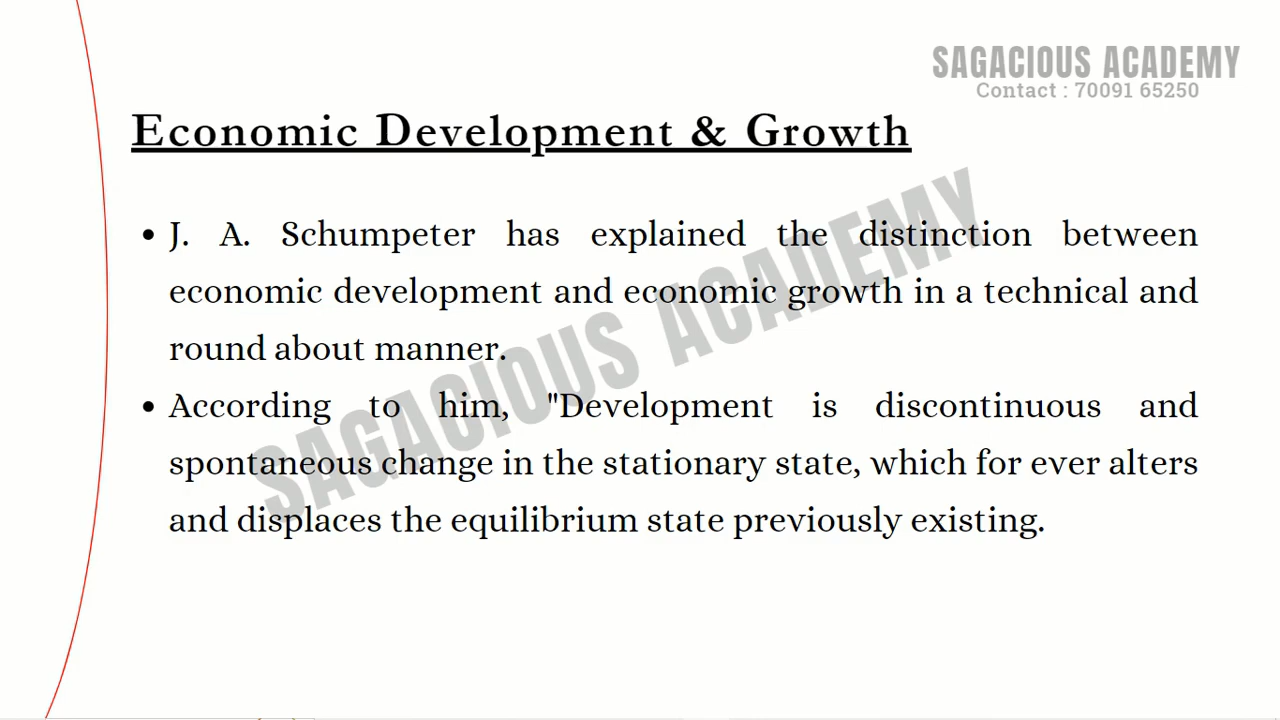 SAGACIOUS ACADEMY
Contact : 70091 65250
Economic Development & Growth
• J. A. Schumpeter has explained the distinction between
economic development and economic growth in a technical and
round about manner.
• According to him, "Development is discontinuous and
spontaneous change in the stationary state, which for ever alters
and displaces the equilibrium state previously existing.
SAGACIOUS ACADEMY